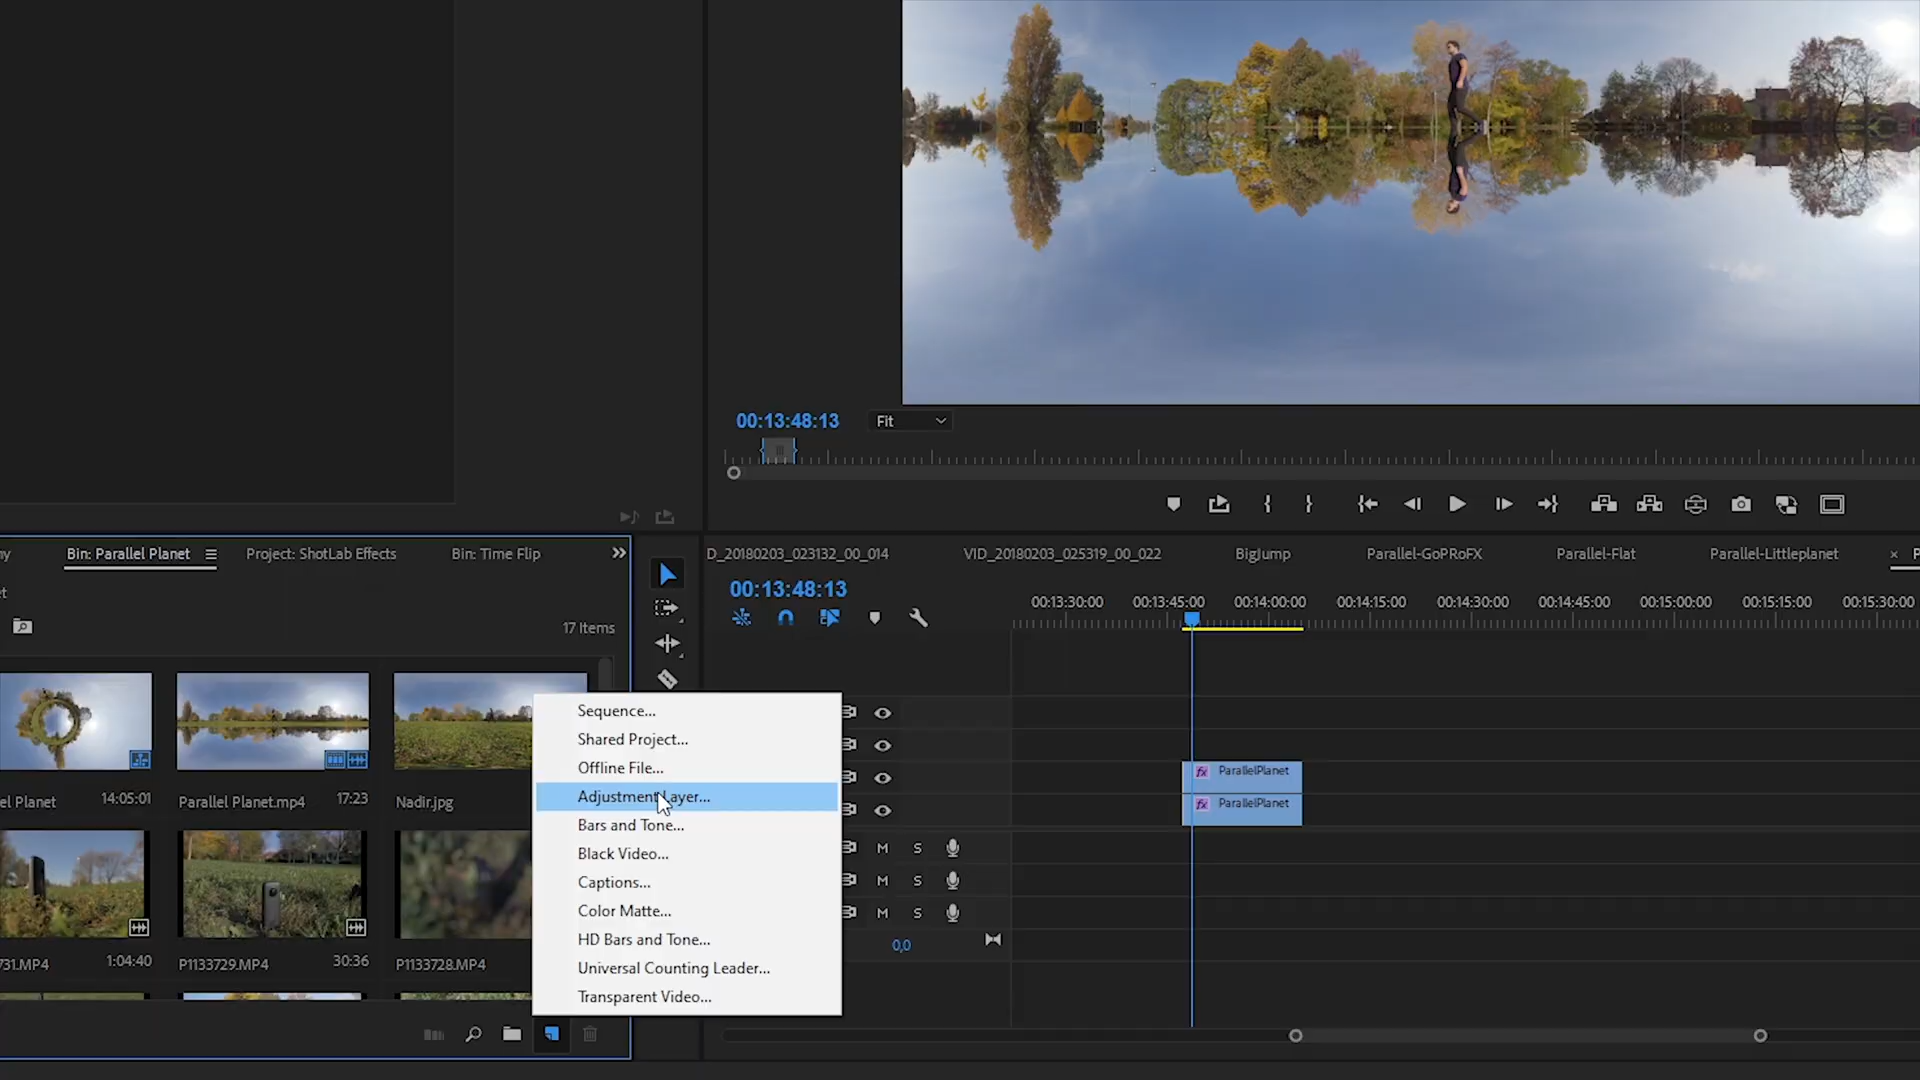 00:13:48:13
Fit
ny
Bin: Parallel Planet
Project: ShotLab Effects
Bin: Time Flip
et
17 Items
el Planet
14:05:01
Parallel Planet.mp4
17:23
Nadir.jpg
731.MP4
1:04:40
P1133729.MP4
30:36
P1133728.MP4
Sequence...
Shared Project...
Offline File...
Adjustment Layer...
Bars and Tone...
Black Video...
Captions...
Color Matte...
HD Bars and Tone...
Universal Counting Leader...
Transparent Video...
D_20180203_023132_00_014
VID_20180203_025319_00_022
BigJump
Parallel-GoPRoFX
Parallel-Flat
Parallel-Littleplanet
× P
00:13:48:13
00:13:30:00 00:13:45:00 00:14:00:00 00:14:15:00 00:14:30:00 00:14:45:00 00:15:00:00 00:15:15:00 00:15:30:00
fx ParallelPlanet
fx ParallelPlanet
M S
M S
M S
0,0